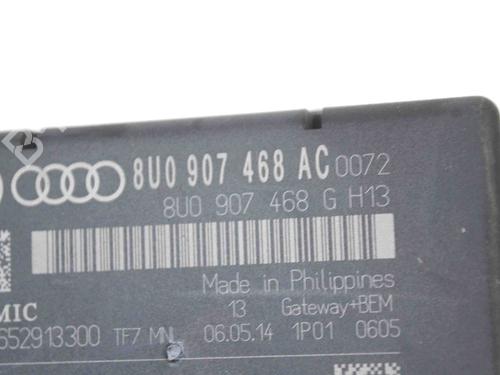 8U0 907 468 AC 0072
8U0 907 468 G H13
Made in Philippines
13 Gateway+BEM
MIC
652913300 TF7 MNL 06.05.14 1P01 0605